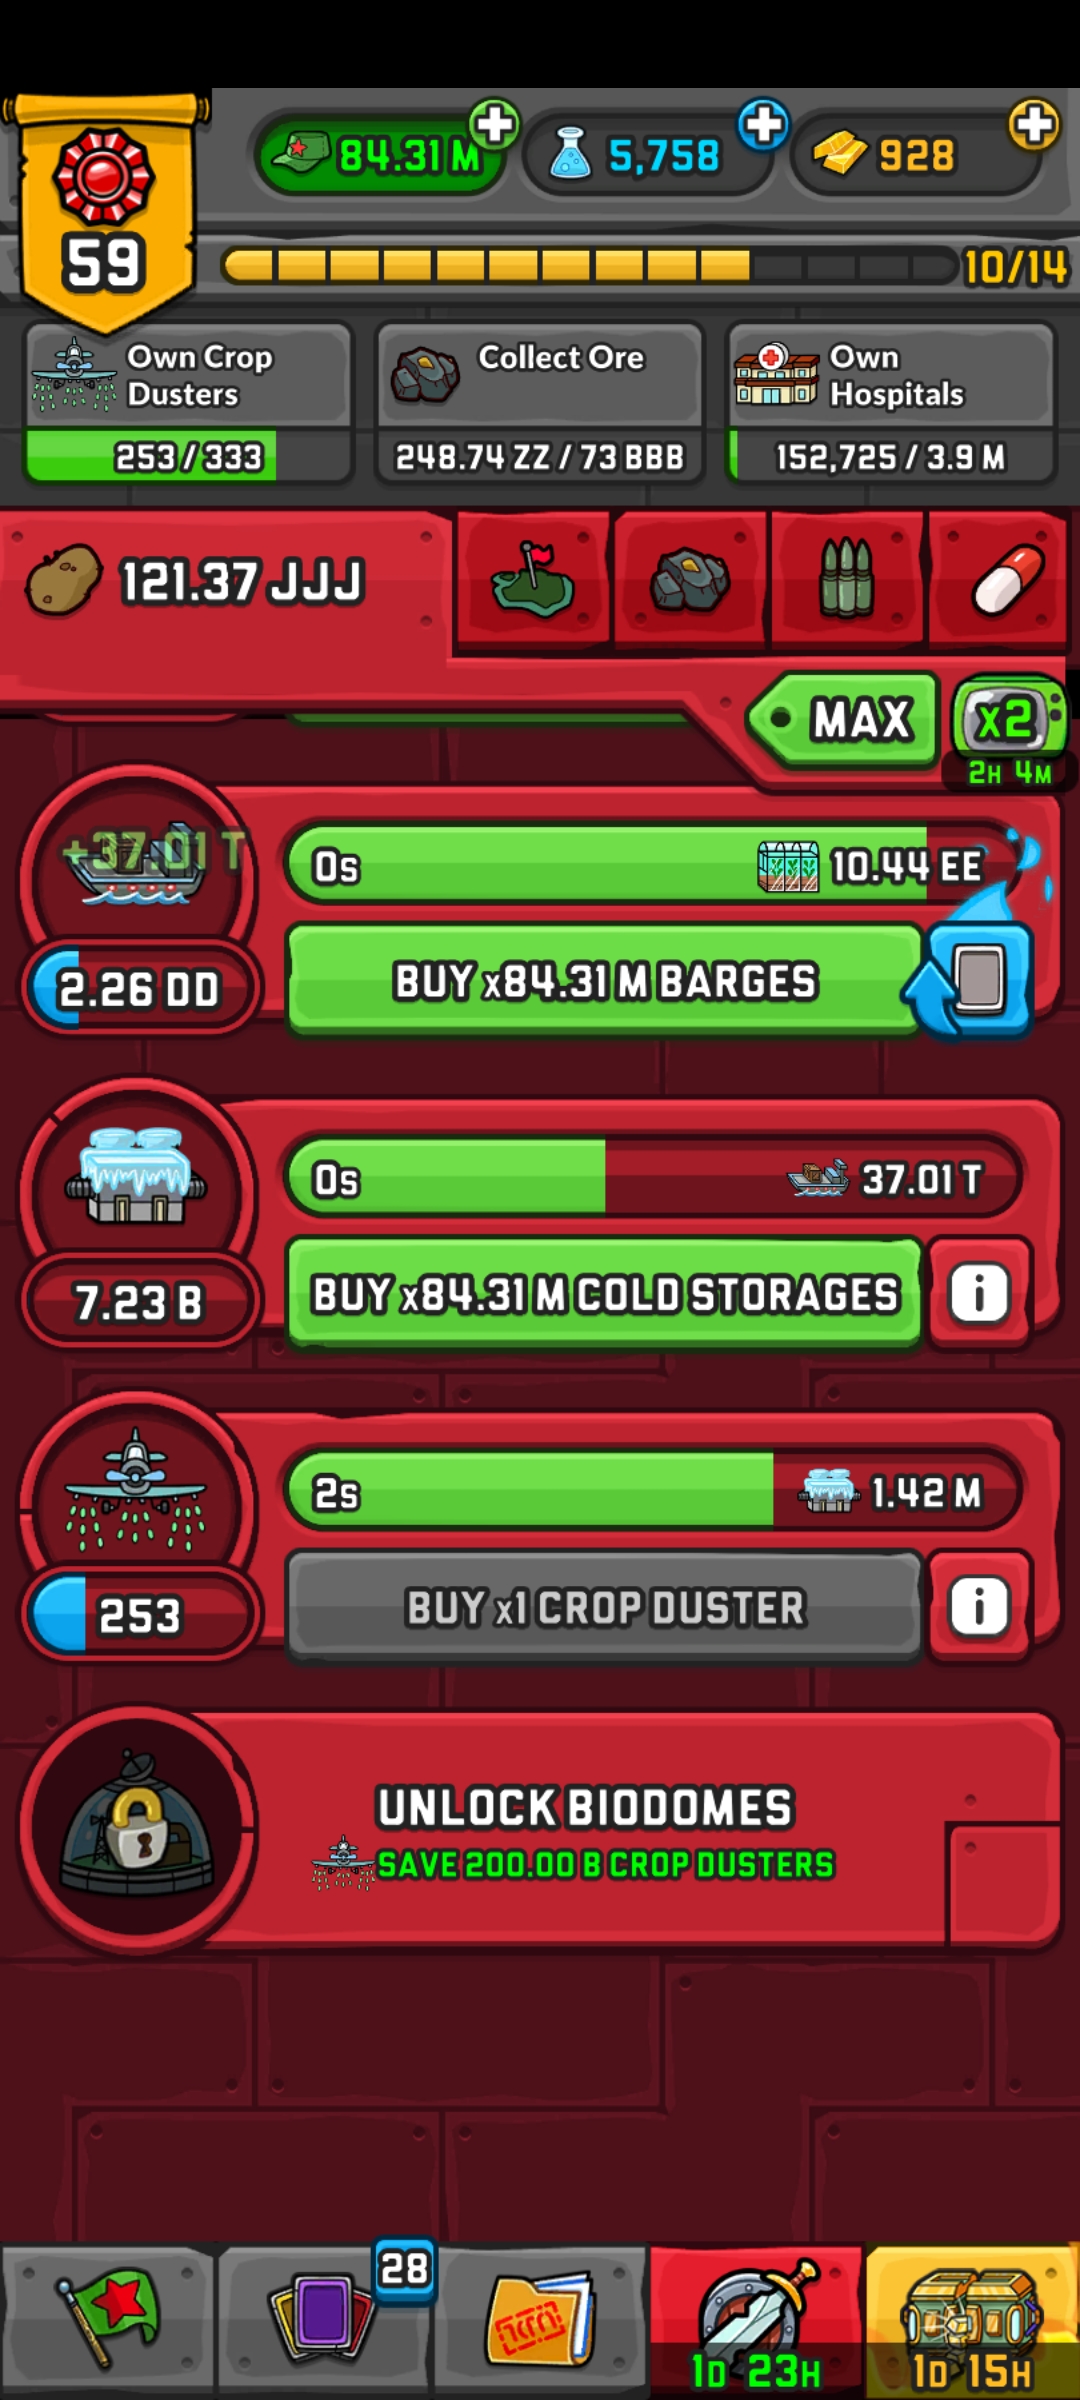 84.31 M
5,758
928
59
10/14
Own Crop
Dusters
253/333
Collect Ore
248.74 ZZ/73 BBB
Own
Hospitals
152,725/3.9 M
121.37 JJJ
MAX
x2
2H 4M
+37.01 T
0s
10.44 EE
2.26 DD
BUY x84.31 M BARGES
0s
37.01 T
7.23 B
BUY x84.31 M COLD STORAGES
i
2s
1.42 M
253
BUY x1 CROP DUSTER
i
UNLOCK BIODOMES
SAVE 200.00 B CROP DUSTERS
28
1D 23H
1D 15H